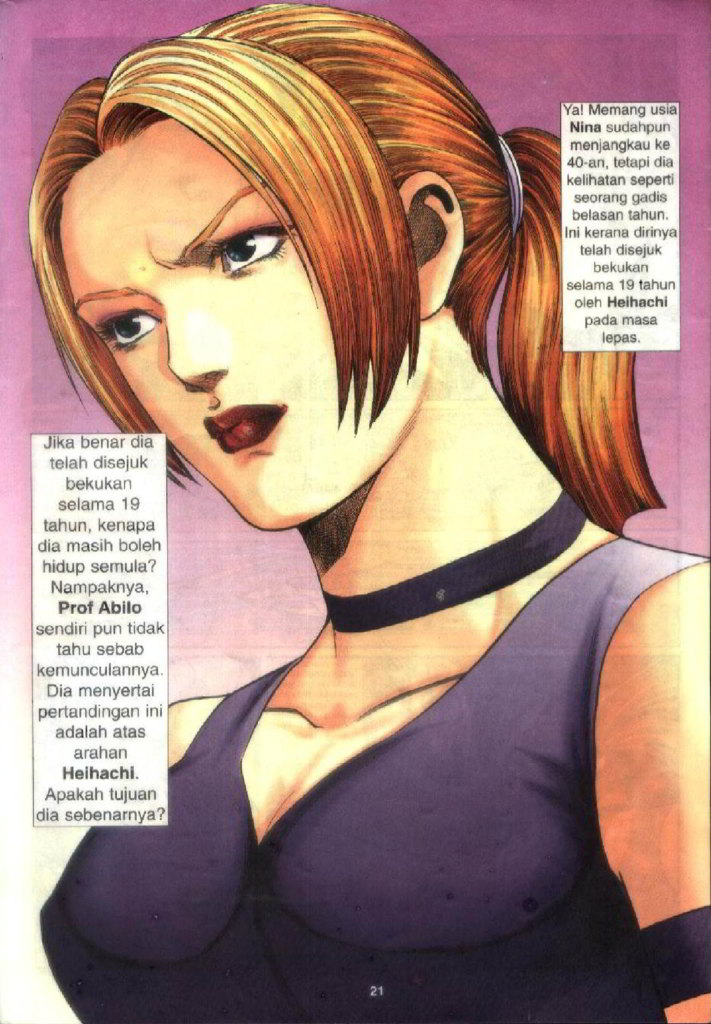 Ya! Memang usia
Nina sudahpun
menjangkau ke
40-an, tetapi dia
kelihatan seperti
seorang gadis
belasan tahun.
Ini kerana dirinya
telah disejuk
bekukan
selama 19 tahun
oleh Heihachi
pada masa
lepas.
Jika benar dia
telah disejuk
bekukan
selama 19
tahun, kenapa
dia masih boleh
hidup semula?
Nampaknya,
Prof Abilo
sendiri pun tidak
tahu sebab
kemunculannya.
Dia menyertai
pertandingan ini
adalah atas
arahan
Heihachi.
Apakah tujuan
dia sebenarnya?
21